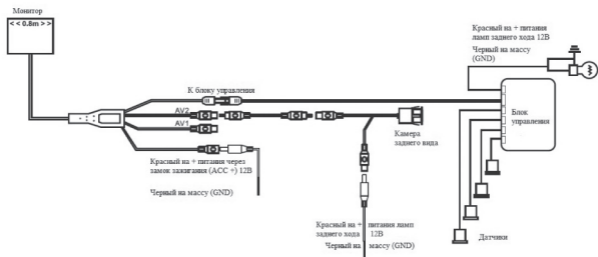 Монитор
< < 0.8m > >
Красный на + питания
ламп заднего хода 12В
Черный на массу
(GND)
К блоку управления
AV2
AV1
Блок
управления
Камера
заднего вида
Красный на + питания через
замок зажигания (ACC +) 12В
Черный на массу (GND)
Красный на + питания ламп
заднего хода 12В
Черный на массу (GND)
Датчики